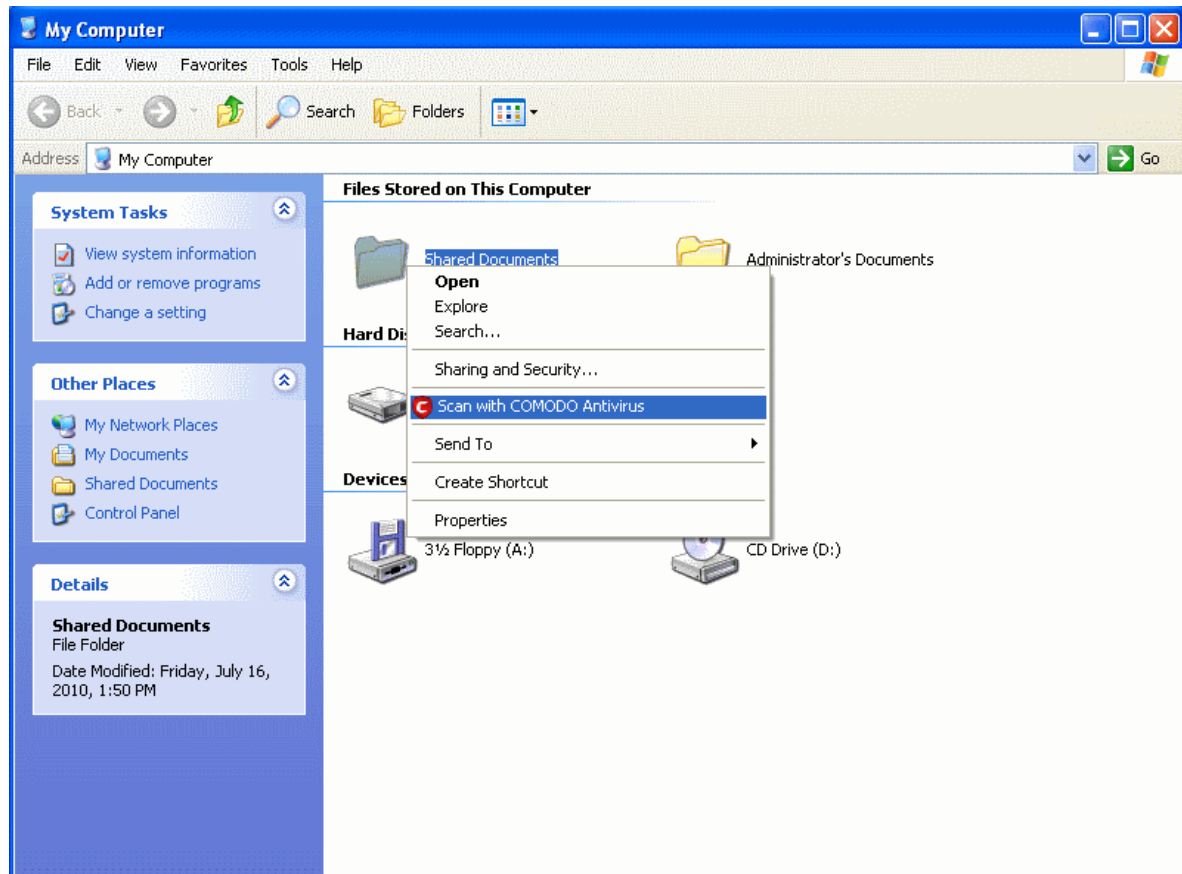 My Computer
File Edit View Favorites Tools Help
Back Search Folders
Address My Computer Go
System Tasks
View system information
Add or remove programs
Change a setting
Other Places
My Network Places
My Documents
Shared Documents
Control Panel
Details
Shared Documents
File Folder
Date Modified: Friday, July 16,
2010, 1:50 PM
Files Stored on This Computer
Shared Documents
Administrator's Documents
Open
Explore
Search...
Sharing and Security...
Scan with COMODO Antivirus
Send To
Create Shortcut
Properties
Hard
Devices
3½ Floppy (A:)
CD Drive (D:)